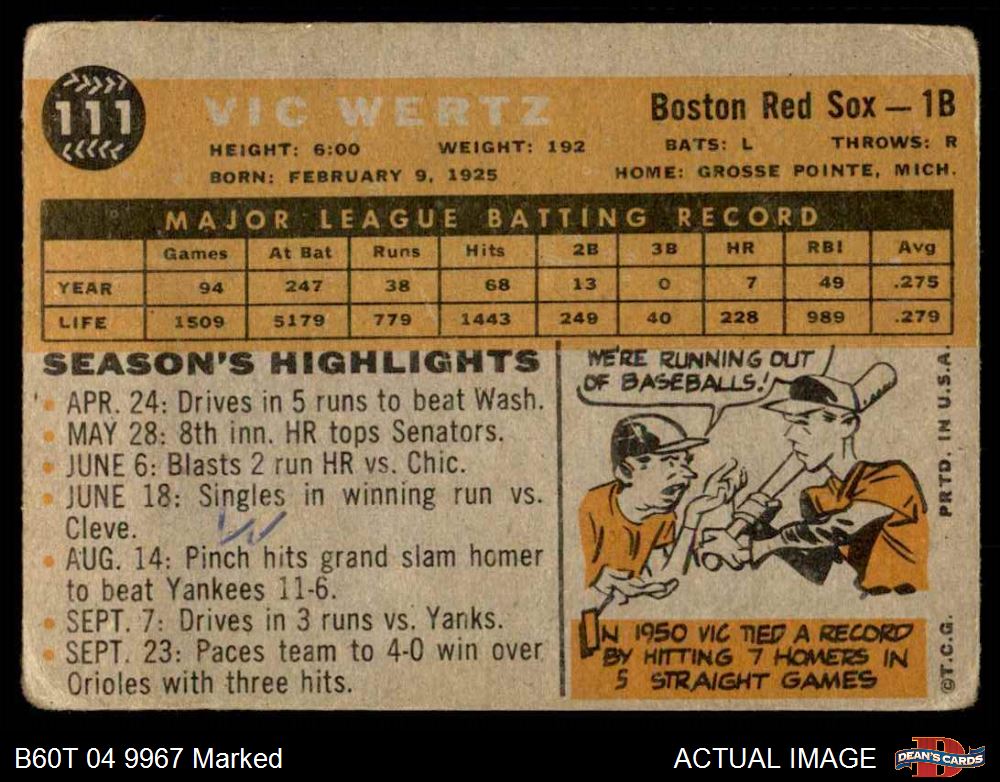 111
VIC WERTZ
Boston Red Sox — 1B
HEIGHT: 6:00 WEIGHT: 192 BATS: L THROWS: R
BORN: FEBRUARY 9, 1925 HOME: GROSSE POINTE, MICH.
MAJOR LEAGUE BATTING RECORD
Games At Bat Runs Hits 2B 3B HR RBI Avg
YEAR 94 247 38 68 13 0 7 49 .275
LIFE 1509 5179 779 1443 249 40 228 989 .279
SEASON'S HIGHLIGHTS
• APR. 24: Drives in 5 runs to beat Wash.
• MAY 28: 8th inn. HR tops Senators.
• JUNE 6: Blasts 2 run HR vs. Chic.
• JUNE 18: Singles in winning run vs.
Cleve.
• AUG. 14: Pinch hits grand slam homer
to beat Yankees 11-6.
• SEPT. 7: Drives in 3 runs vs. Yanks.
• SEPT. 23: Paces team to 4-0 win over
Orioles with three hits.
WE'RE RUNNING OUT
OF BASEBALLS!
IN 1950 VIC TIED A RECORD
BY HITTING 7 HOMERS IN
5 STRAIGHT GAMES
©T.C.G. PRTD. IN U.S.A.
B60T 04 9967 Marked
ACTUAL IMAGE
DEAN'S CARDS